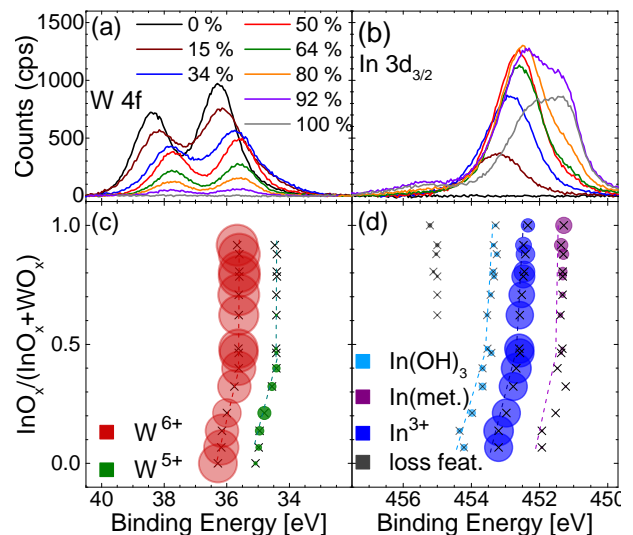 (a)
0 %
15 %
34 %
50 %
64 %
80 %
92 %
100 %
W 4f
(b)
In 3d3/2
Counts (cps)
1500
1000
500
0
(c)
W6+
W5+
(d)
In(OH)3
In(met.)
In3+
loss feat.
InOx/(InOx+WOx)
1.0
0.5
0.0
40 38 36 34
456 454 452 450
Binding Energy [eV]
Binding Energy [eV]